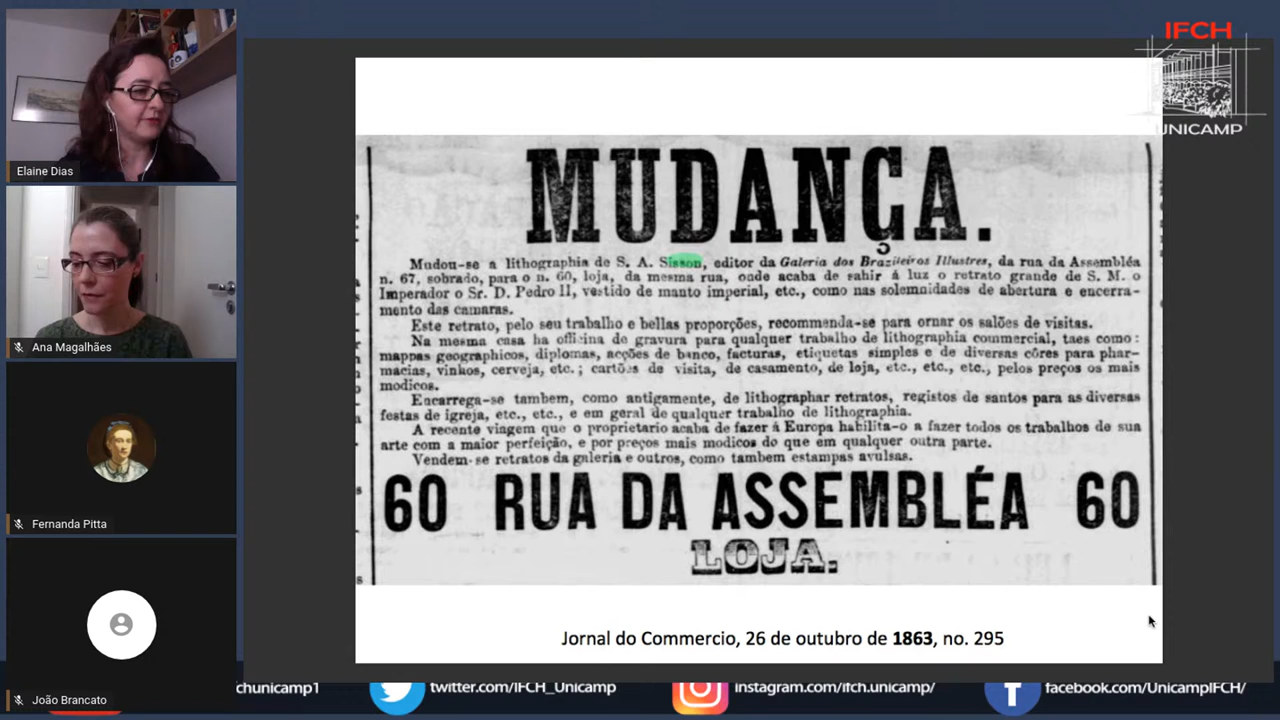 IFCH
UNICAMP
Elaine Dias
Ana Magalhães
Fernanda Pitta
João Brancato
MUDANÇA.
Mudou-se a lithographia de S. A. Sisson, editor da Galeria dos Brazileiros Illustres, da rua da Assembléa
n. 67, sobrado, para o n. 60, loja, da mesma rua, onde acaba de sahir á luz o retrato grande de S. M. o
Imperador o Sr. D. Pedro II, vestido de manto imperial, etc., como nas solemnidades de abertura e encerra-
mento das camaras.
Este retrato, pelo seu trabalho e bellas proporções, recommenda-se para ornar os salões de visitas.
Na mesma casa ha officina de gravura para qualquer trabalho de lithographia commercial, taes como:
mappas geographicos, diplomas, acções de banco, facturas, etiquetas simples e de diversas côres para phar-
macias, vinhos, cerveja, etc.; cartões de visita, de casamento, de loja, etc., etc., etc., pelos preços os mais
modicos.
Encarrega-se tambem, como antigamente, de lithographar retratos, registos de santos para as diversas
festas de igreja, etc., etc., e em geral de qualquer trabalho de lithographia.
A recente viagem que o proprietario acaba de fazer á Europa habilita-o a fazer todos os trabalhos de sua
arte com a maior perfeição, e por preços mais modicos do que em qualquer outra parte.
Vendem-se retratos da galeria e outros, como tambem estampas avulsas.
60 RUA DA ASSEMBLÉA 60
LOJA.
Jornal do Commercio, 26 de outubro de 1863, no. 295
chunicamp1
twitter.com/IFCH_Unicamp
instagram.com/ifch.unicamp/
facebook.com/UnicampIFCH/